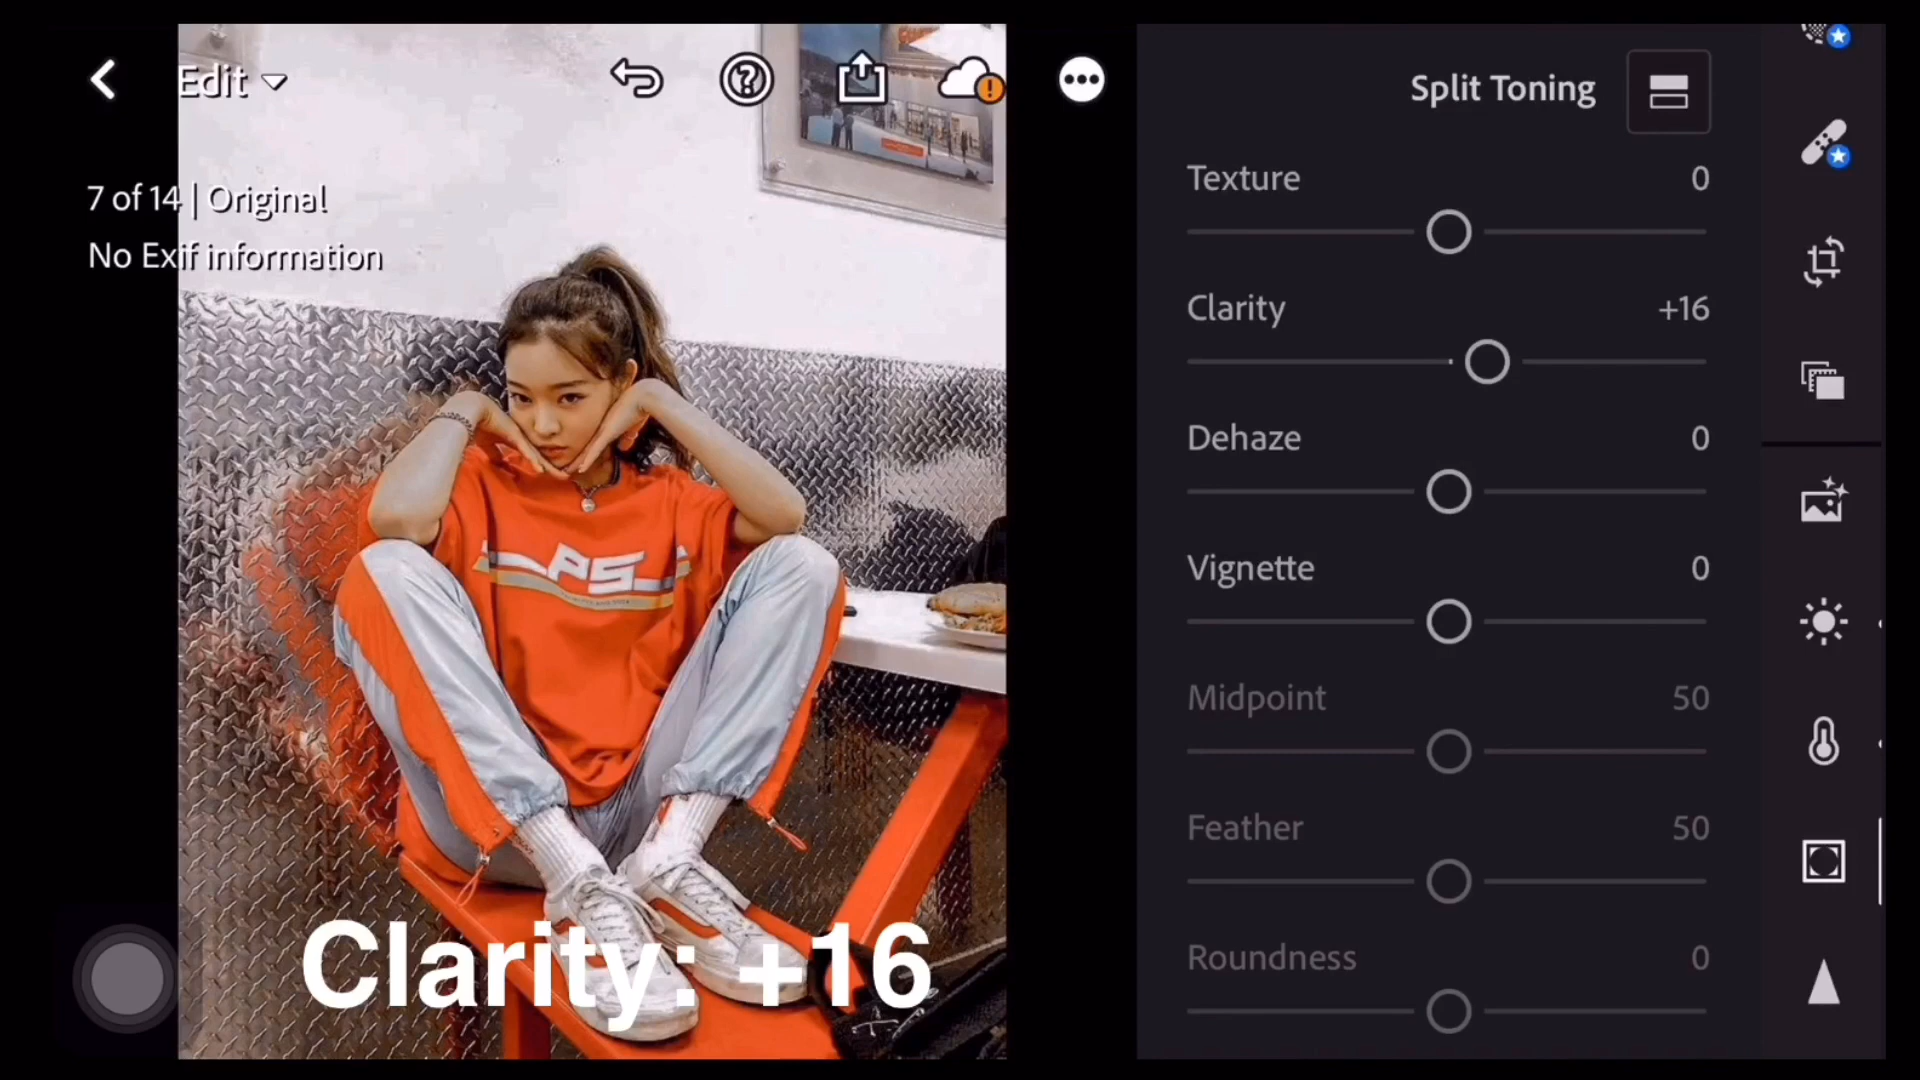 Edit
7 of 14 | Original
No Exif information
PS
Clarity: +16
Split Toning
Texture 0
Clarity +16
Dehaze 0
Vignette 0
Midpoint 50
Feather 50
Roundness 0